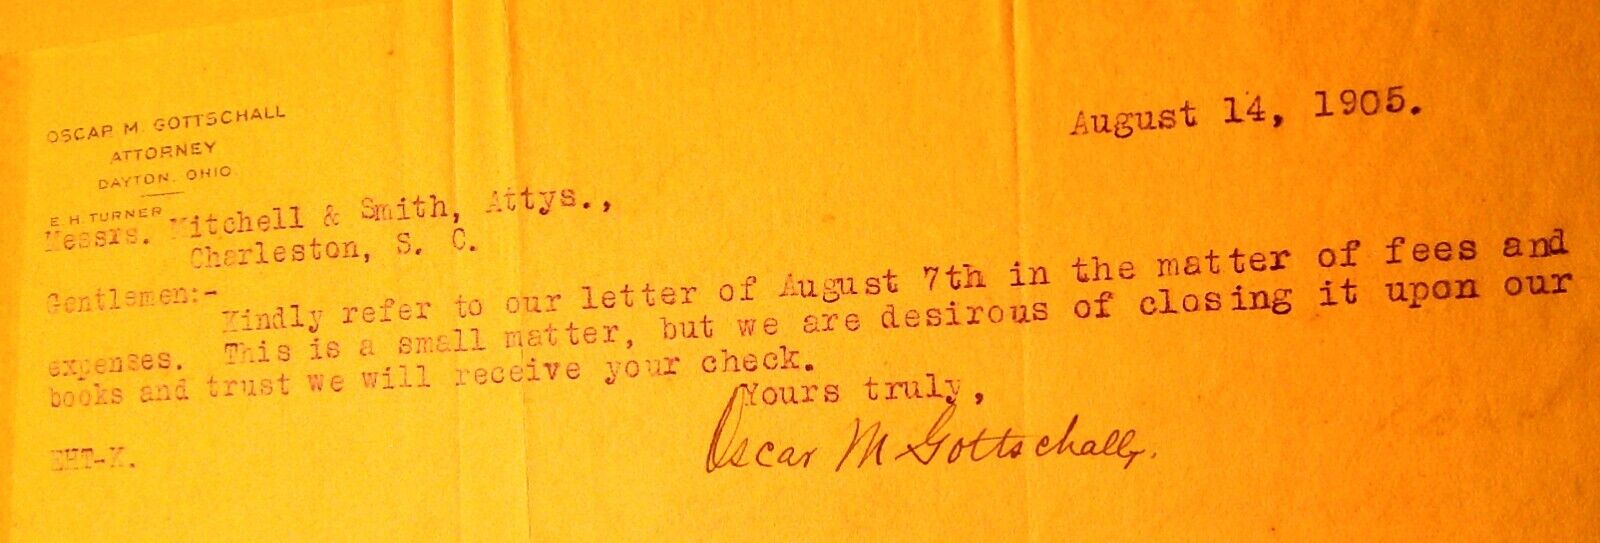 OSCAR M. GOTTSCHALL
ATTORNEY
DAYTON, OHIO
E. H. TURNER
August 14, 1905.
Messrs. Mitchell & Smith, Attys.,
Charleston, S. C.
Gentlemen:-
Kindly refer to our letter of August 7th in the matter of fees and
expenses. This is a small matter, but we are desirous of closing it upon our
books and trust we will receive your check.
Yours truly,
Oscar M Gottschall.
EHT-K.